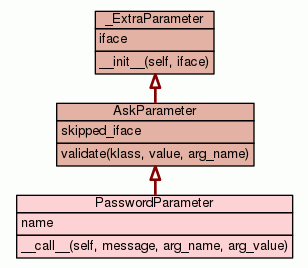 _ExtraParameter
iface
__init__(self, iface)
AskParameter
skipped_iface
validate(klass, value, arg_name)
PasswordParameter
name
__call__(self, message, arg_name, arg_value)